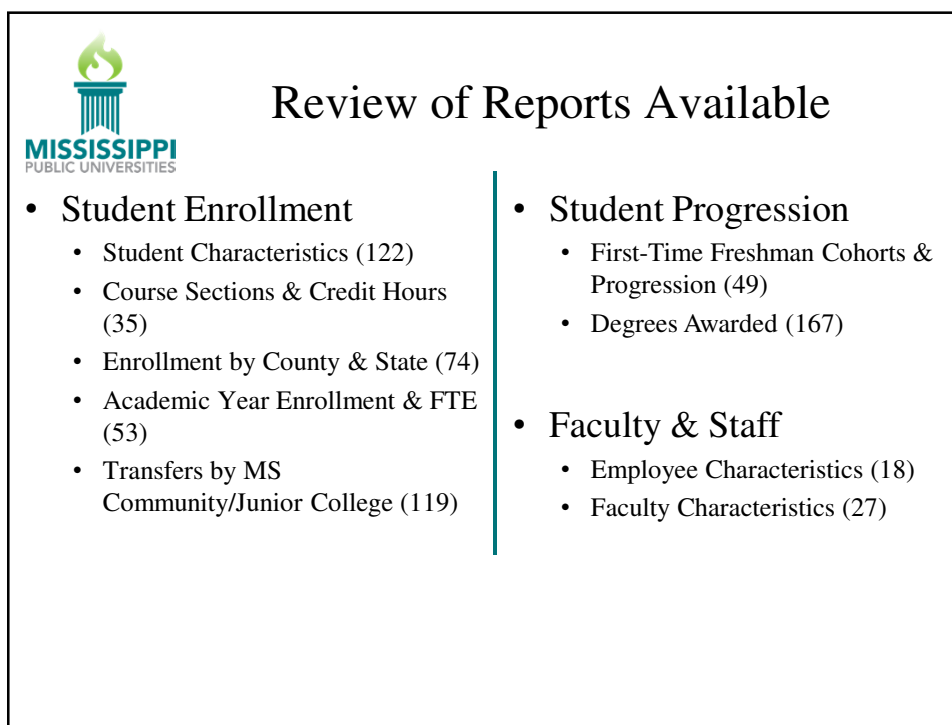 MISSISSIPPI
PUBLIC UNIVERSITIES
Review of Reports Available
• Student Enrollment
• Student Characteristics (122)
• Course Sections & Credit Hours
(35)
• Enrollment by County & State (74)
• Academic Year Enrollment & FTE
(53)
• Transfers by MS
Community/Junior College (119)
• Student Progression
• First-Time Freshman Cohorts &
Progression (49)
• Degrees Awarded (167)
• Faculty & Staff
• Employee Characteristics (18)
• Faculty Characteristics (27)